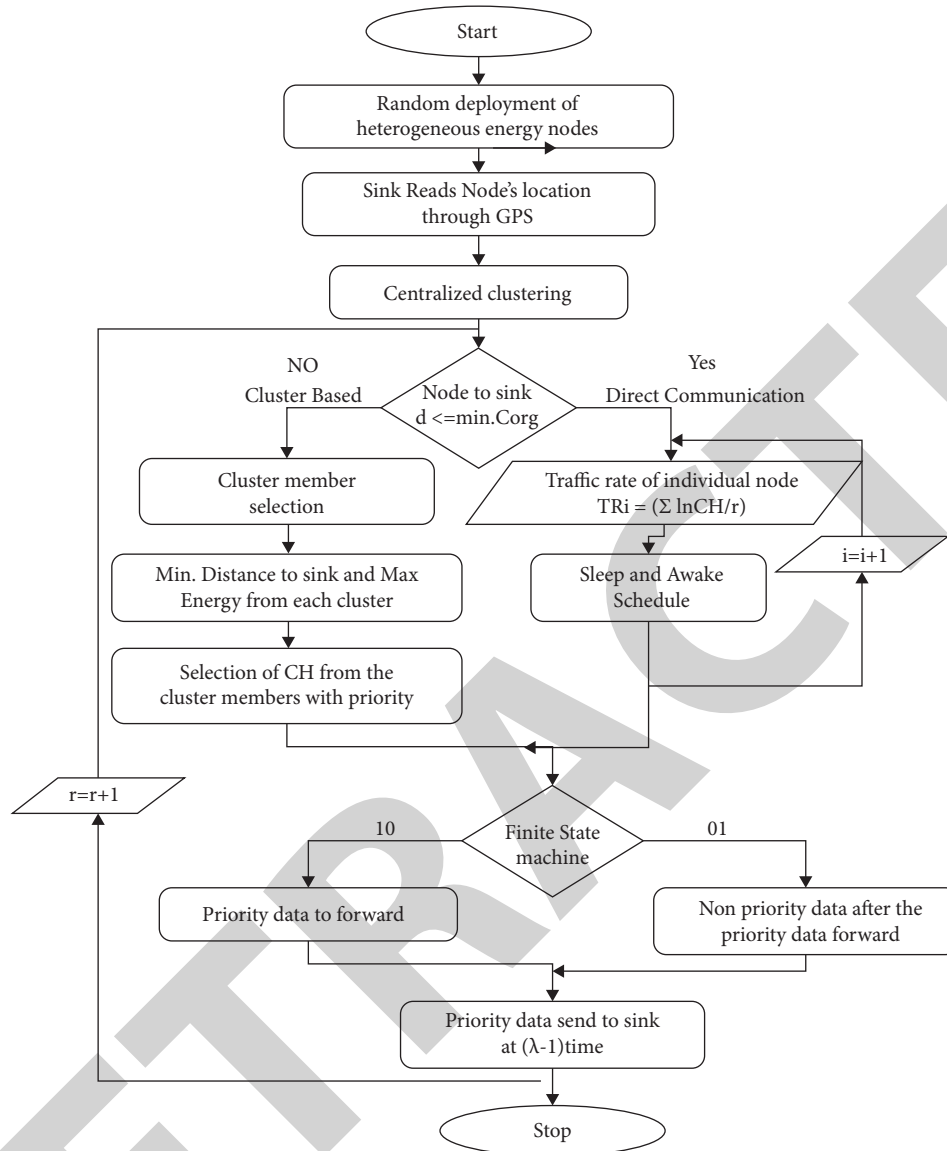 Start
Random deployment of
heterogeneous energy nodes
Sink Reads Node's location
through GPS
Centralized clustering
NO
Cluster Based
Node to sink
d <=min.Corg
Yes
Direct Communication
Cluster member
selection
Traffic rate of individual node
TRi = (Σ lnCH/r)
i=i+1
Min. Distance to sink and Max
Energy from each cluster
Sleep and Awake
Schedule
Selection of CH from the
cluster members with priority
r=r+1
10
Finite State
machine
01
Priority data to forward
Non priority data after the
priority data forward
Priority data send to sink
at (λ-1)time
Stop
ETRACTE